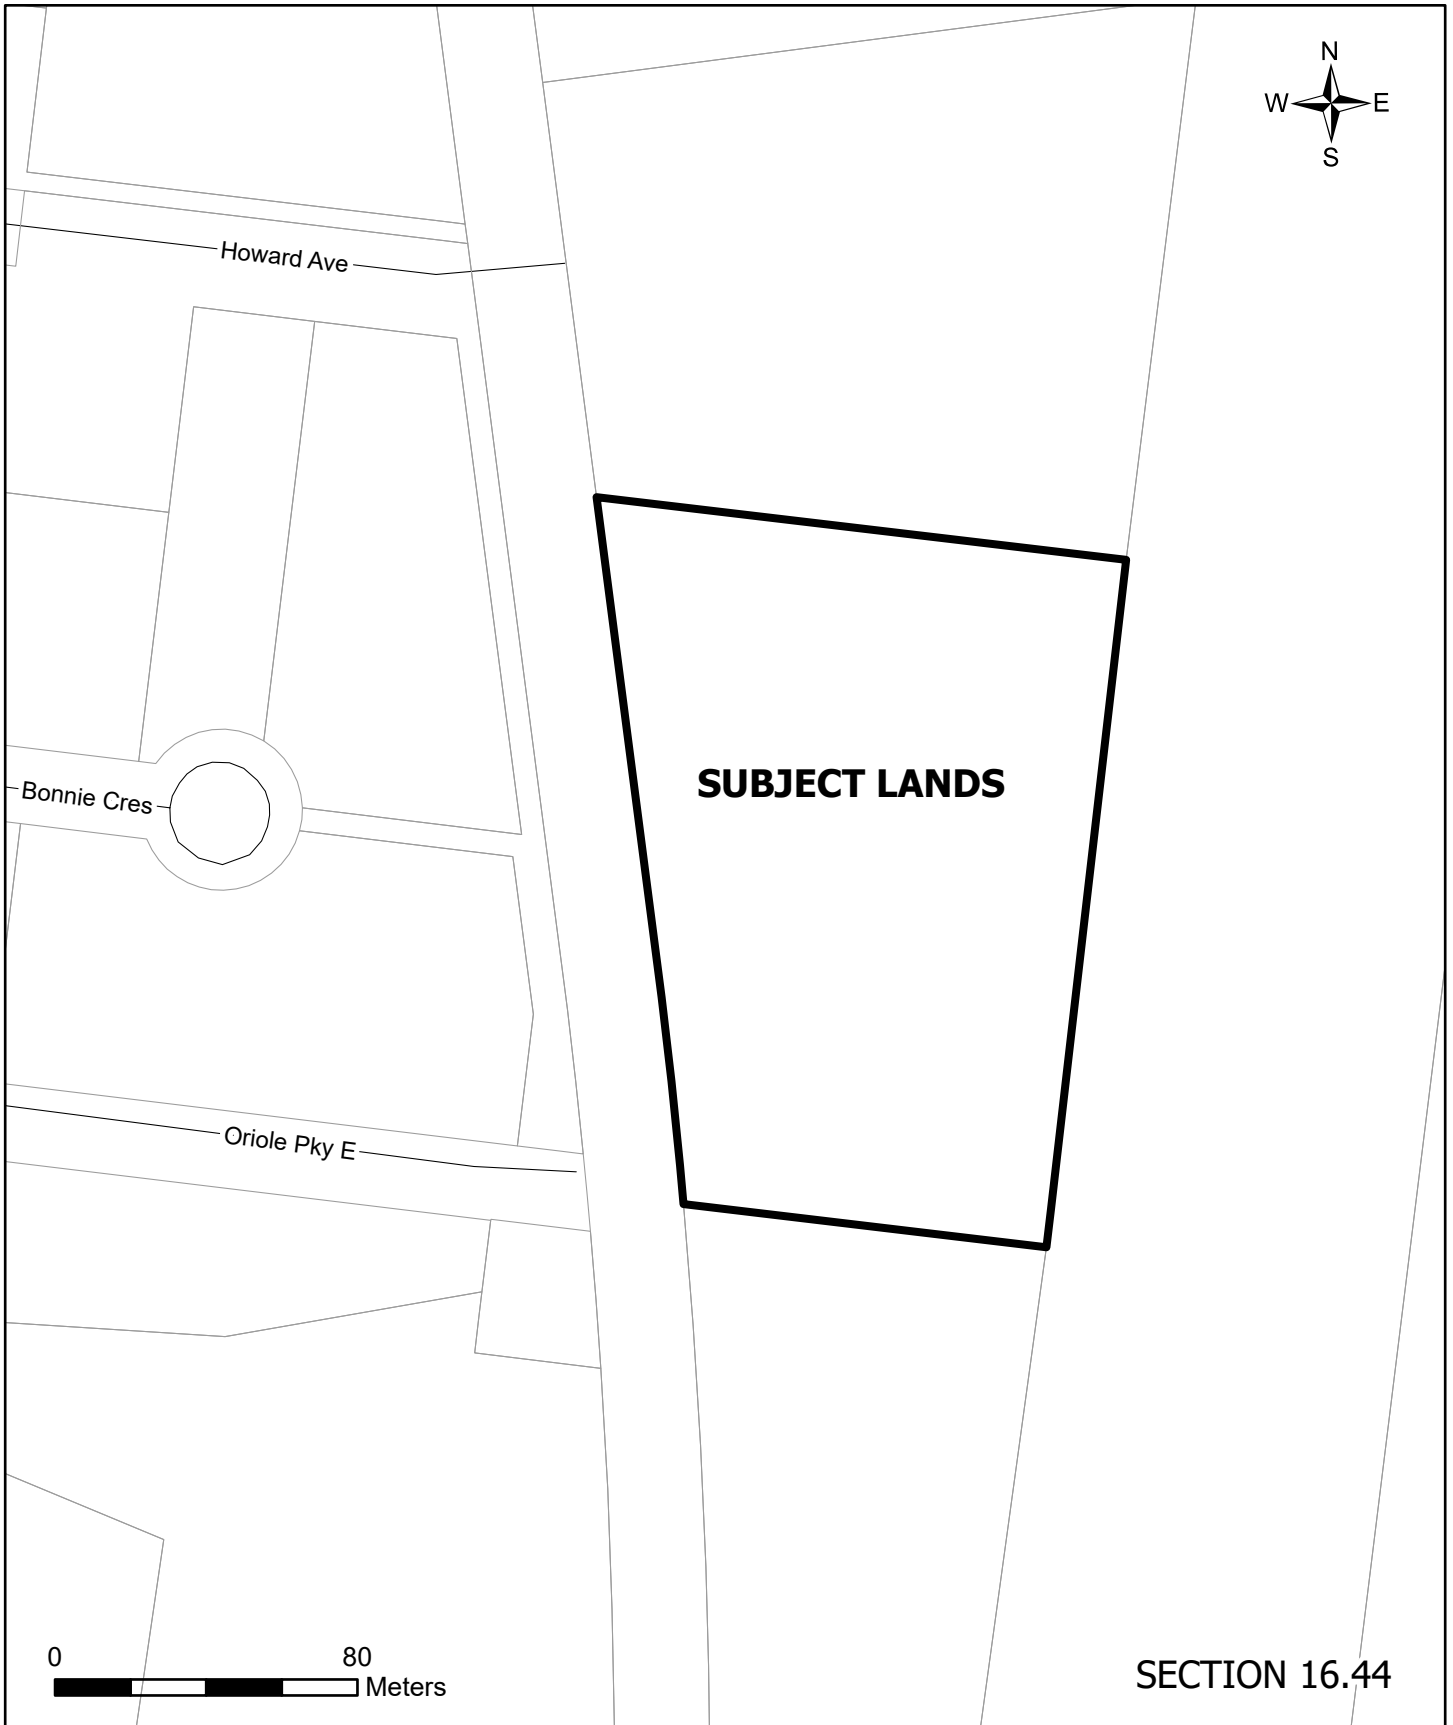 N
W E
S
Howard Ave
SUBJECT LANDS
Bonnie Cres
Oriole Pky E
0 80
Meters
SECTION 16.44